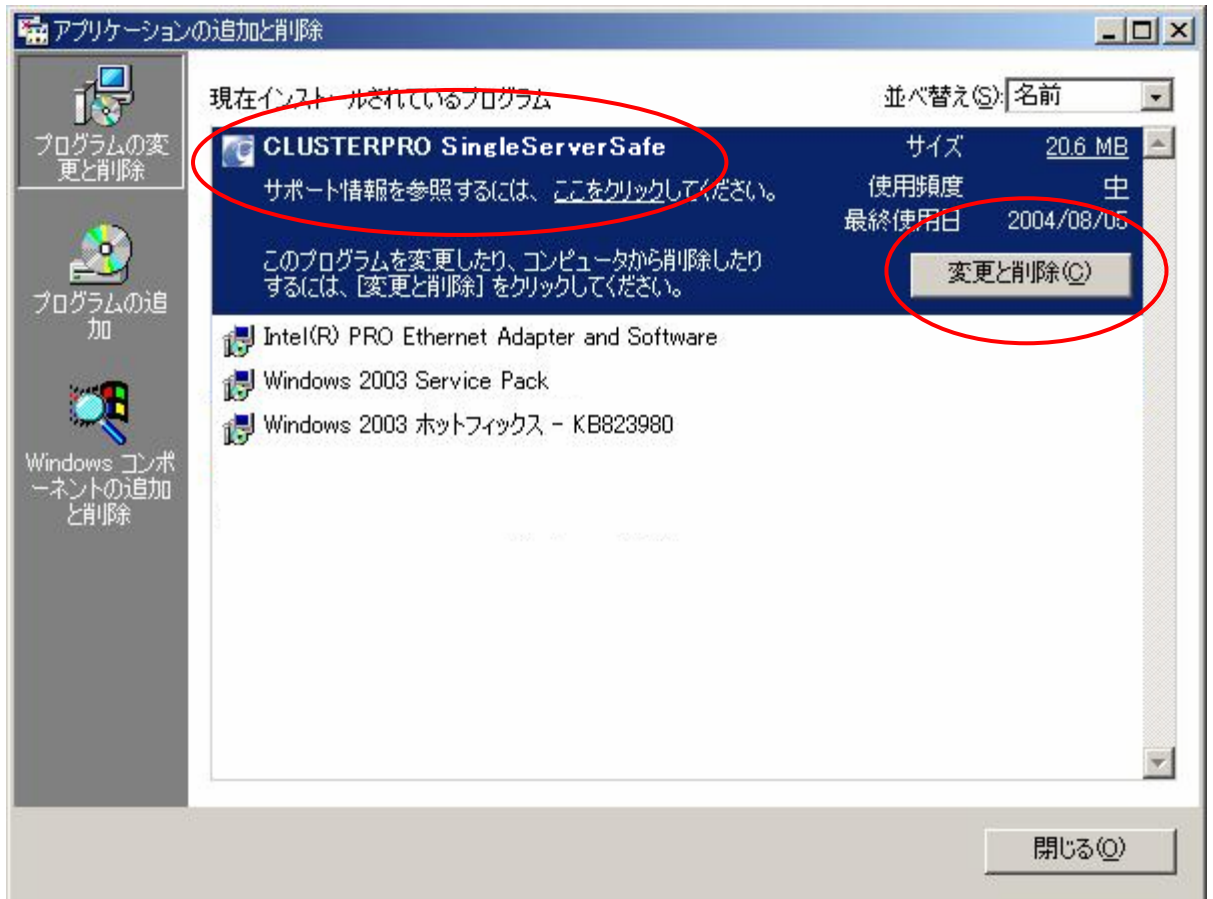 アプリケーションの追加と削除
プログラムの変
更と削除
プログラムの追
加
Windows コンポ
ーネントの追加
と削除
現在インストールされているプログラム
並べ替え(S): 名前
CLUSTERPRO SingleServerSafe
サイズ 20.6 MB
サポート情報を参照するには、ここをクリックしてください。
使用頻度 中
最終使用日 2004/08/05
このプログラムを変更したり、コンピュータから削除したり
するには、[変更と削除] をクリックしてください。
変更と削除(C)
Intel(R) PRO Ethernet Adapter and Software
Windows 2003 Service Pack
Windows 2003 ホットフィックス - KB823980
閉じる(O)